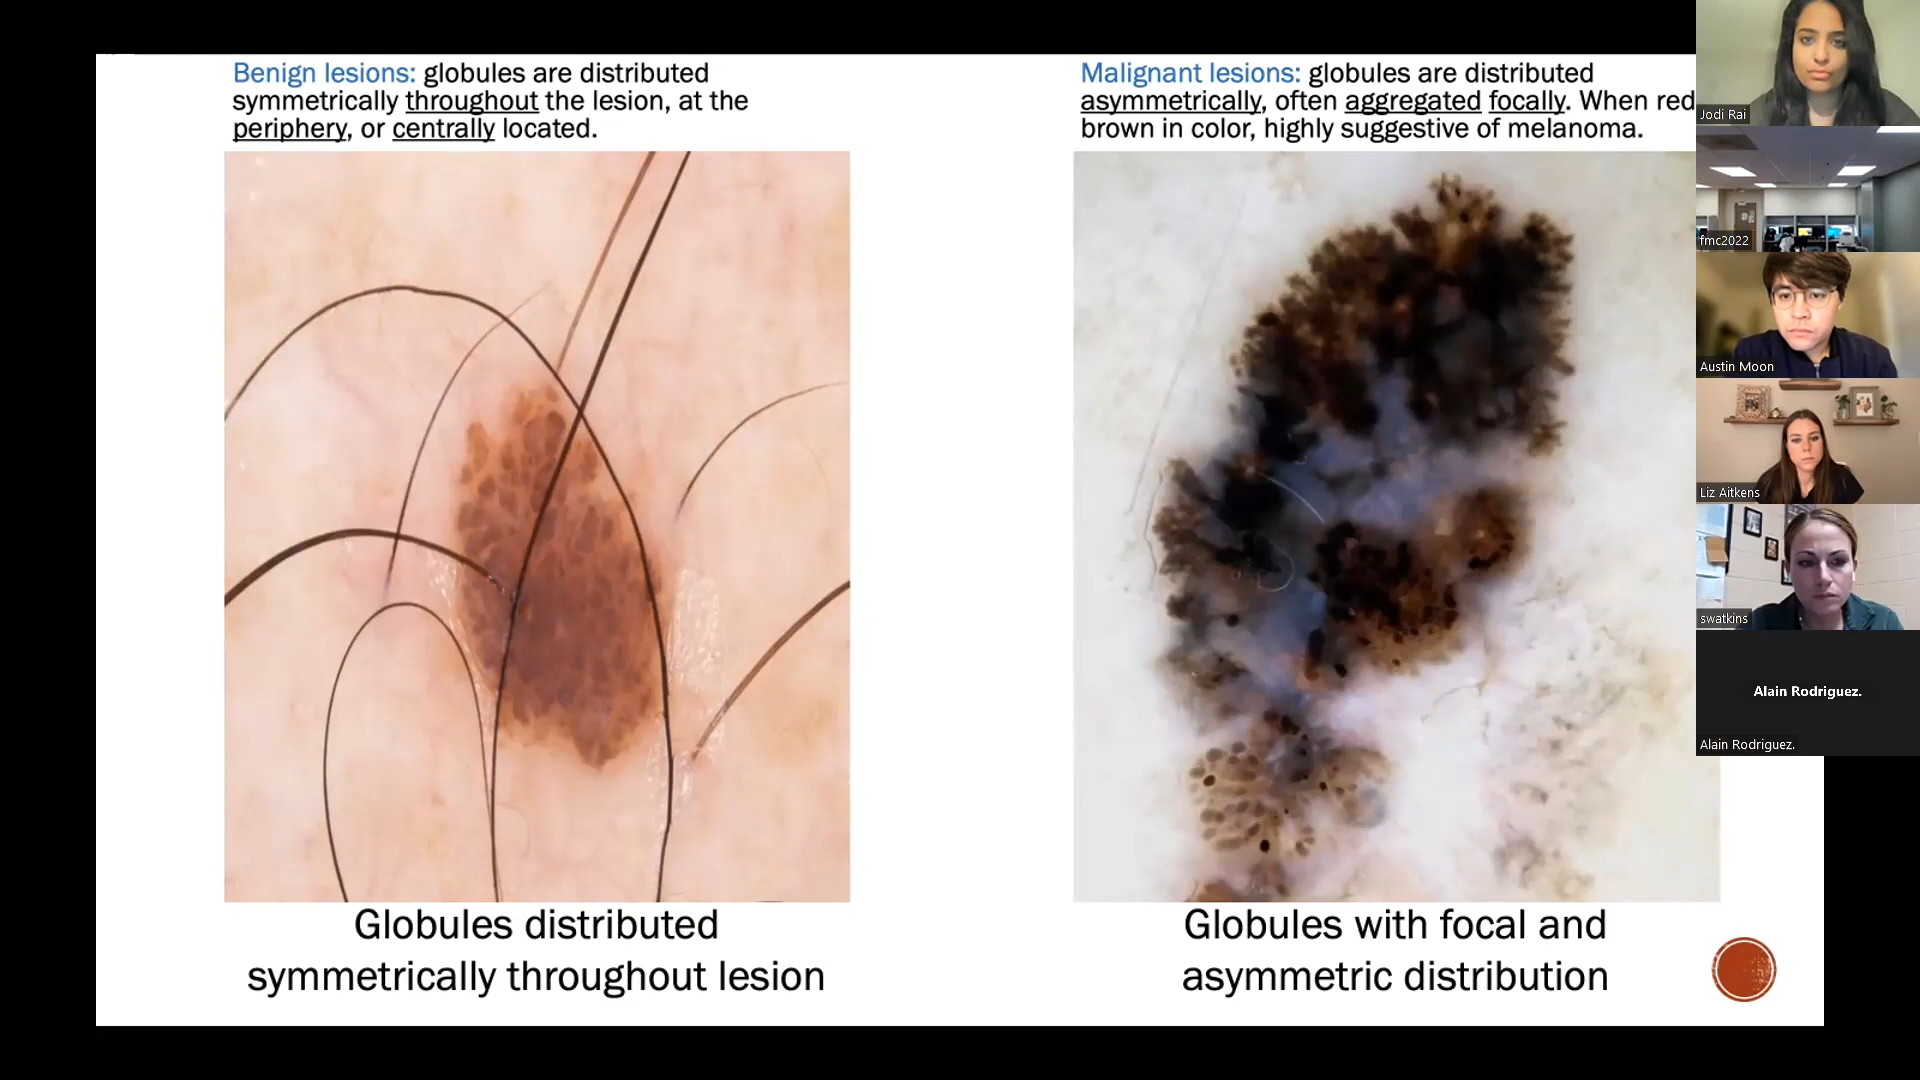 Benign lesions: globules are distributed
symmetrically throughout the lesion, at the
periphery, or centrally located.
Malignant lesions: globules are distributed
asymmetrically, often aggregated focally. When red
brown in color, highly suggestive of melanoma.
Globules distributed
symmetrically throughout lesion
Globules with focal and
asymmetric distribution
Jodi Rai
fmc2022
Austin Moon
Liz Aitkens
swatkins
Alain Rodriguez.
Alain Rodriguez.